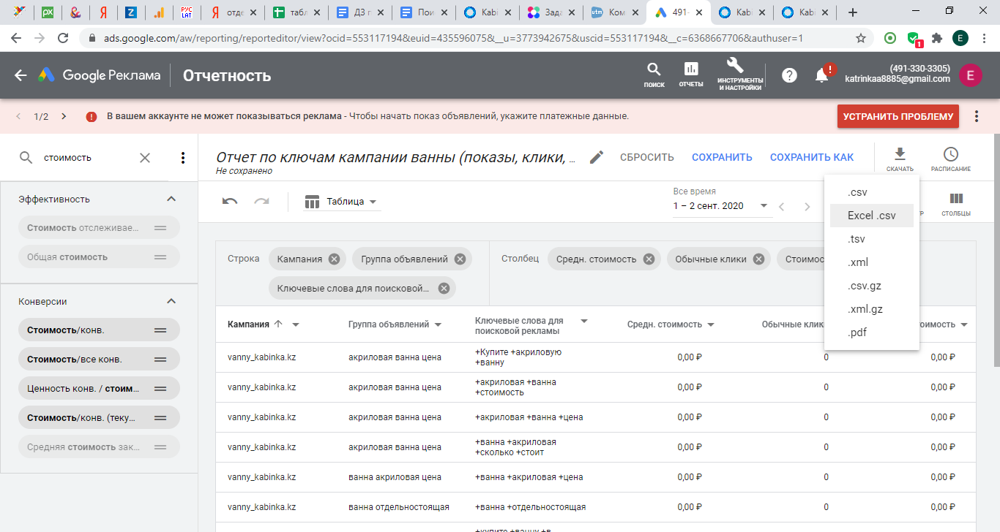 РУС LAT
отде
табл
ДЗ г
Пои
Kabi
Зада
utm
Ком
491-
Kabi
Kabi
ads.google.com/aw/reporting/reporteditor/view?ocid=553117194&euid=4355960075&__u=3773942675&uscid=553117194&__c=6368667706&authuser=1
1
E
Google Реклама
Отчетность
ПОИСК
ОТЧЕТЫ
ИНСТРУМЕНТЫ И НАСТРОЙКИ
(491-330-3305)
katrinkaa8885@gmail.com
E
1/2
В вашем аккаунте не может показываться реклама - Чтобы начать показ объявлений, укажите платежные данные.
УСТРАНИТЬ ПРОБЛЕМУ
стоимость
Отчет по ключам кампании ванны (показы, клики, ...
Не сохранено
СБРОСИТЬ
СОХРАНИТЬ
СОХРАНИТЬ КАК
СКАЧАТЬ
РАСПИСАНИЕ
Эффективность
Стоимость отслеживае...
Общая стоимость
Конверсии
Стоимость/конв.
Стоимость/все конв.
Ценность конв. / стоим...
Стоимость/конв. (теку...
Средняя стоимость зак...
Таблица
Все время
1 – 2 сент. 2020
СТОЛБЦЫ
.csv
Excel .csv
.tsv
.xml
.csv.gz
.xml.gz
.pdf
Строка
Кампания
Группа объявлений
Ключевые слова для поисковой...
Столбец
Средн. стоимость
Обычные клики
Стоимос
Кампания
Группа объявлений
Ключевые слова для
поисковой рекламы
Средн. стоимость
Обычные клик
оимость
vanny_kabinka.kz
акриловая ванна цена
+Купите +акриловую
+ванну
0,00 ₽
0
0,00 ₽
vanny_kabinka.kz
акриловая ванна цена
+акриловая +ванна
+стоимость
0,00 ₽
0
0,00 ₽
vanny_kabinka.kz
акриловая ванна цена
+акриловая +ванна +цена
0,00 ₽
0
0,00 ₽
vanny_kabinka.kz
акриловая ванна цена
+ванна +акриловая
+сколько +стоит
0,00 ₽
0
0,00 ₽
vanny_kabinka.kz
ванна акриловая цена
+ванна +акриловая +цена
0,00 ₽
0
0,00 ₽
vanny_kabinka.kz
ванна отдельностоящая
+ванна +отдельностоящая
0,00 ₽
0
0,00 ₽
+купите +ванну +в